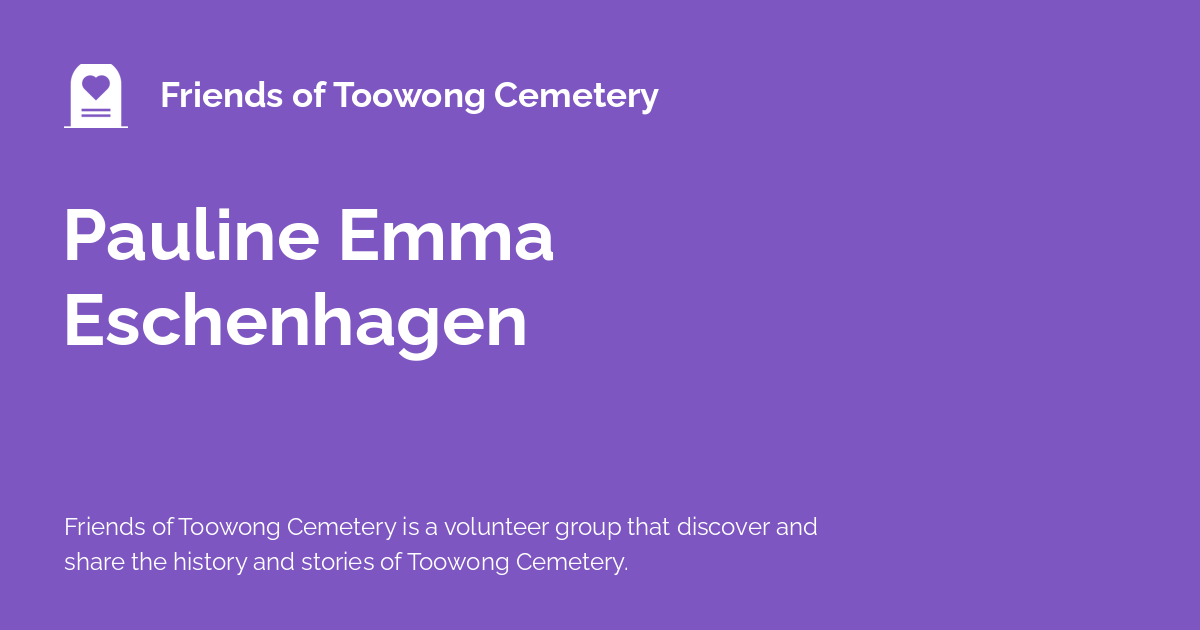 Friends of Toowong Cemetery
Pauline Emma
Eschenhagen
Friends of Toowong Cemetery is a volunteer group that discover and
share the history and stories of Toowong Cemetery.